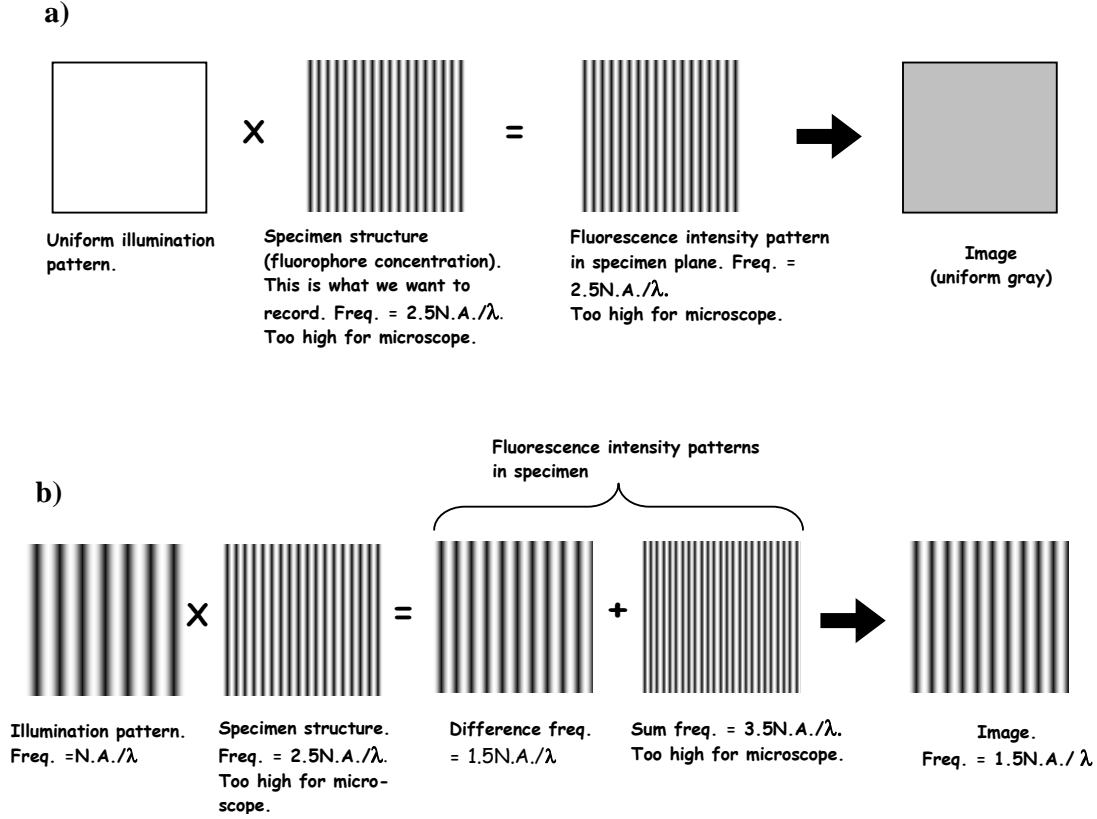 a)
X
=
Uniform illumination
pattern.
Specimen structure
(fluorophore concentration).
This is what we want to
record. Freq. = 2.5N.A./λ.
Too high for microscope.
Fluorescence intensity pattern
in specimen plane. Freq. =
2.5N.A./λ.
Too high for microscope.
Image
(uniform gray)
Fluorescence intensity patterns
in specimen
b)
X
=
+
Illumination pattern.
Freq. =N.A./λ
Specimen structure.
Freq. = 2.5N.A./λ.
Too high for micro-
scope.
Difference freq.
= 1.5N.A./λ
Sum freq. = 3.5N.A./λ.
Too high for microscope.
Image.
Freq. = 1.5N.A./ λ